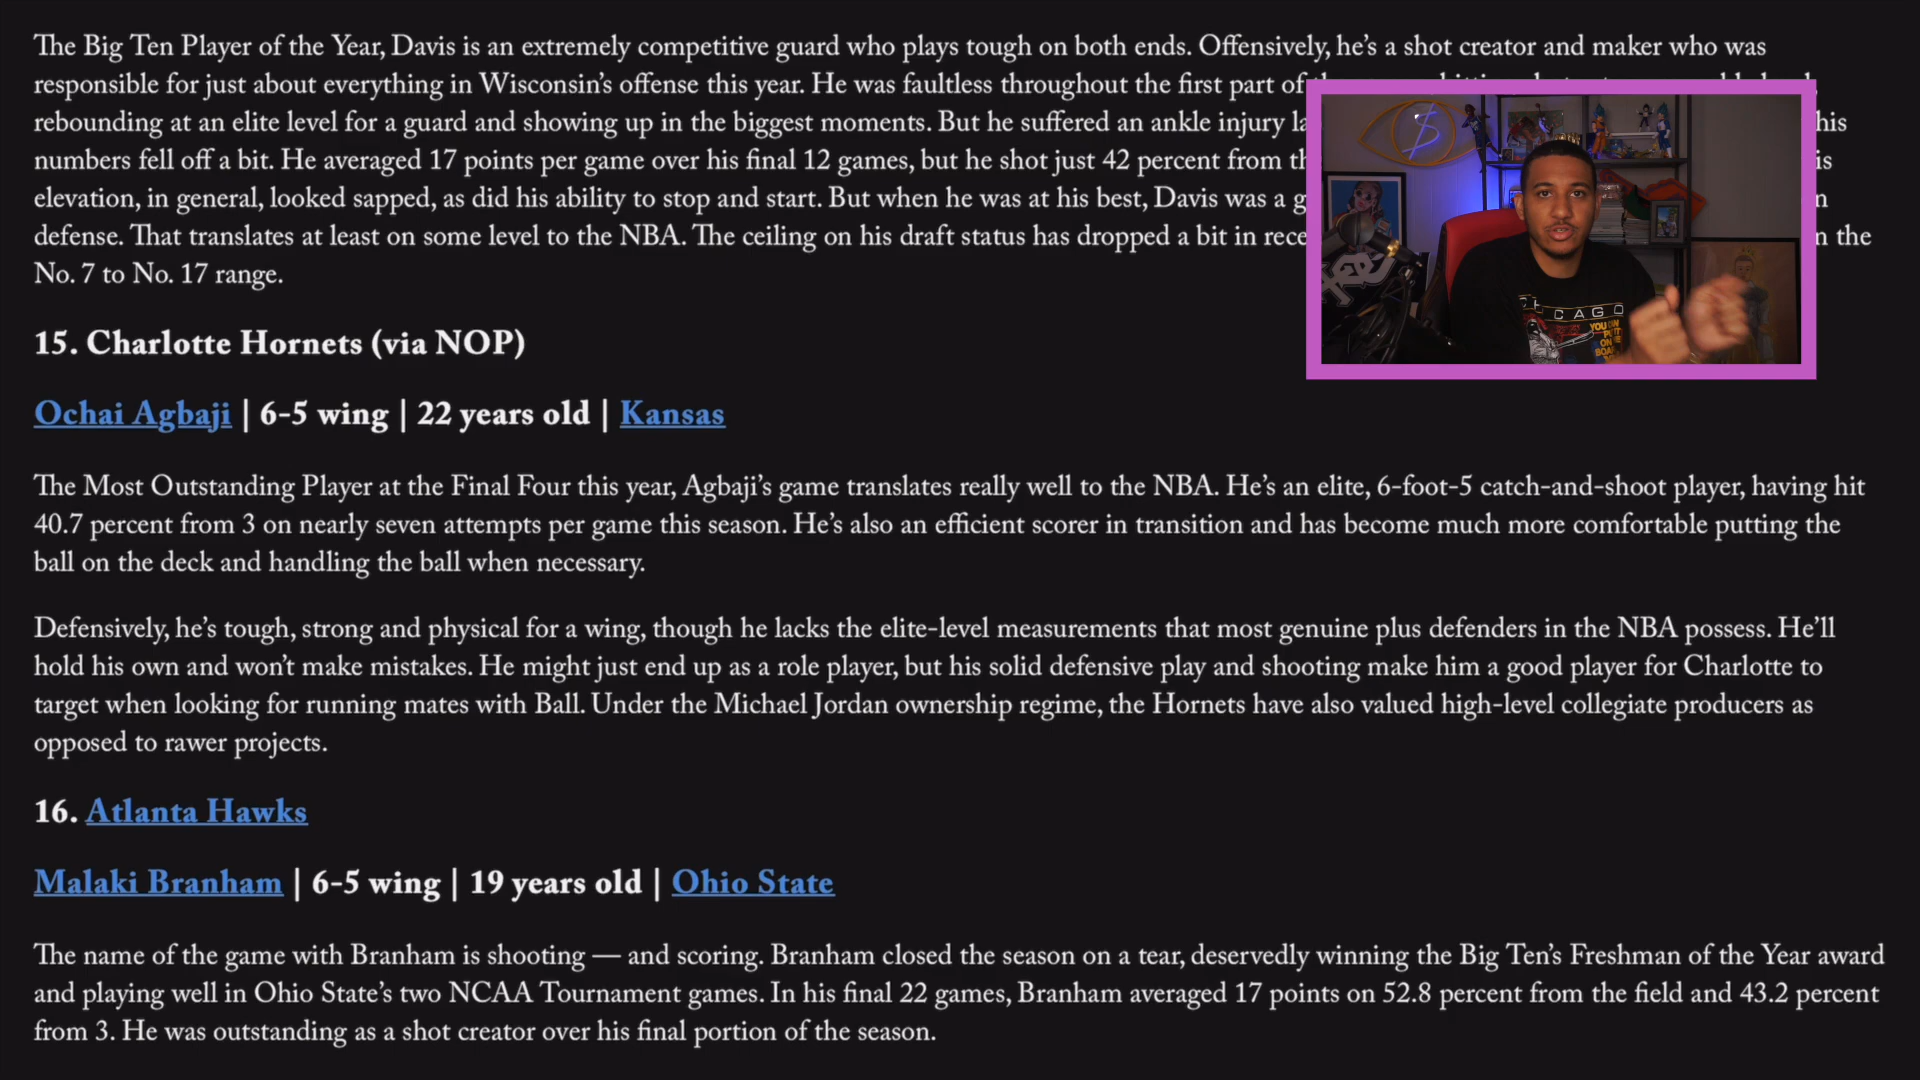 The Big Ten Player of the Year, Davis is an extremely competitive guard who plays tough on both ends. Offensively, he's a shot creator and maker who was
responsible for just about everything in Wisconsin's offense this year. He was faultless throughout the first part of
rebounding at an elite level for a guard and showing up in the biggest moments. But he suffered an ankle injury his
numbers fell off a bit. He averaged 17 points per game over his final 12 games, but he shot just 42 percent from
elevation, in general, looked sapped, as did his ability to stop and start. But when he was at his best, Davis was a
defense. That translates at least on some level to the NBA. The ceiling on his draft status has dropped a bit in the
No. 7 to No. 17 range.
15. Charlotte Hornets (via NOP)
Ochai Agbaji | 6-5 wing | 22 years old | Kansas
The Most Outstanding Player at the Final Four this year, Agbaji's game translates really well to the NBA. He's an elite, 6-foot-5 catch-and-shoot player, having hit
40.7 percent from 3 on nearly seven attempts per game this season. He's also an efficient scorer in transition and has become much more comfortable putting the
ball on the deck and handling the ball when necessary.
Defensively, he's tough, strong and physical for a wing, though he lacks the elite-level measurements that most genuine plus defenders in the NBA possess. He'll
hold his own and won't make mistakes. He might just end up as a role player, but his solid defensive play and shooting make him a good player for Charlotte to
target when looking for running mates with Ball. Under the Michael Jordan ownership regime, the Hornets have also valued high-level collegiate producers as
opposed to rawer projects.
16. Atlanta Hawks
Malaki Branham | 6-5 wing | 19 years old | Ohio State
The name of the game with Branham is shooting — and scoring. Branham closed the season on a tear, deservedly winning the Big Ten's Freshman of the Year award
and playing well in Ohio State's two NCAA Tournament games. In his final 22 games, Branham averaged 17 points on 52.8 percent from the field and 43.2 percent
from 3. He was outstanding as a shot creator over his final portion of the season.